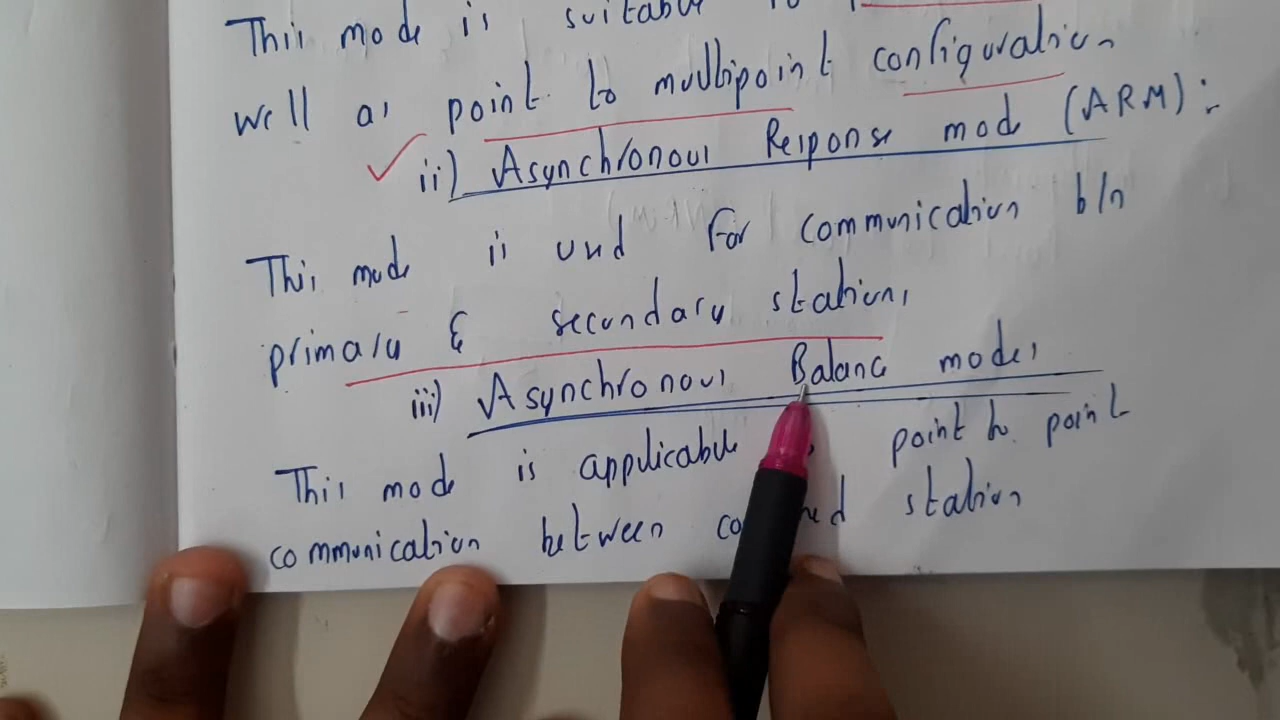 This mode is suitable
well as point to multipoint configuration
ii) Asynchronous Response mode (ARM) :-
This mode is used for communication b/n
primary & secondary stations
iii) Asynchronous Balance modes
This mode is applicable point to point
communication between station